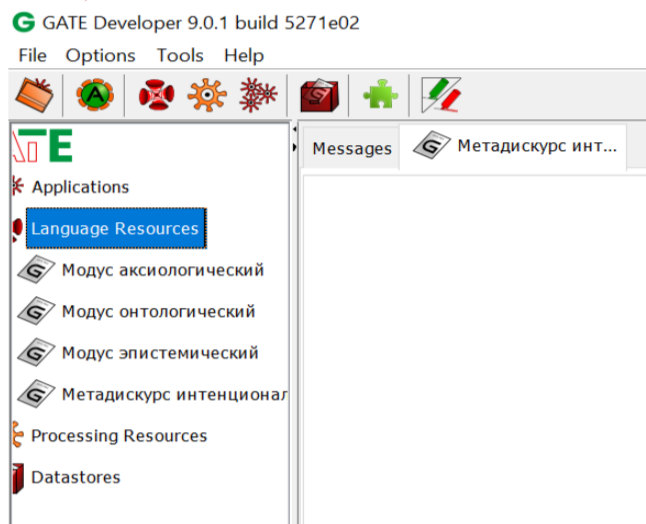 GATE Developer 9.0.1 build 5271e02
File Options Tools Help
Messages Метадискурс инт...
Applications
Language Resources
Модус аксиологический
Модус онтологический
Модус эпистемический
Метадискурс интенционал
Processing Resources
Datastores